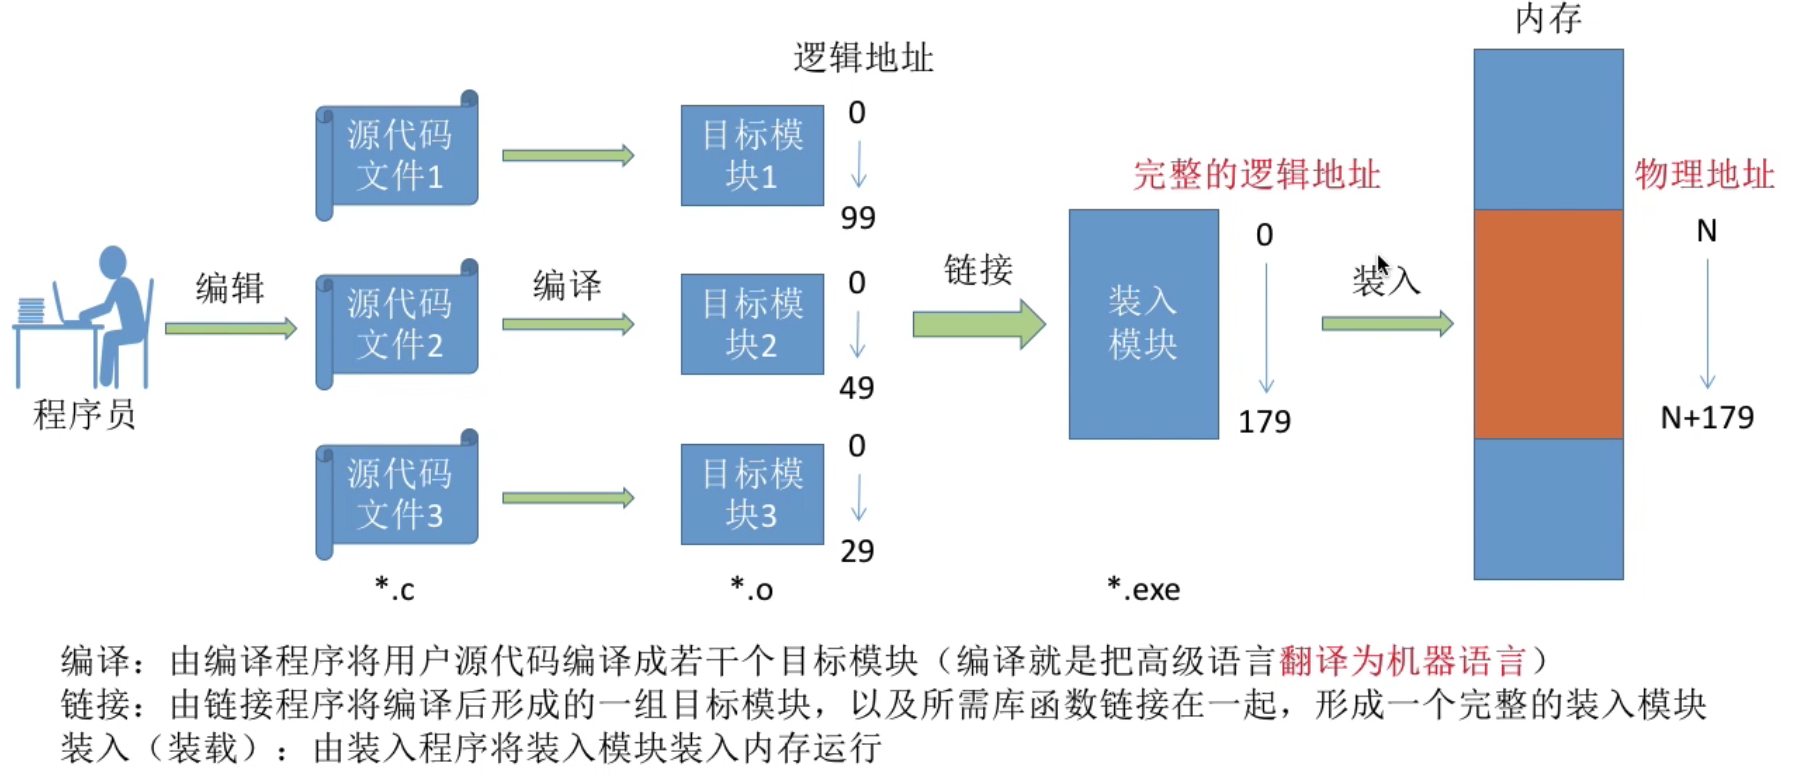 内存
逻辑地址
源代码
文件1
目标模
块1
0
99
完整的逻辑地址
物理地址
编辑
源代码
文件2
编译
目标模
块2
0
49
链接
装入
模块
0
179
装入
N
N+179
程序员
源代码
文件3
目标模
块3
0
29
*.c
*.o
*.exe
编译：由编译程序将用户源代码编译成若干个目标模块（编译就是把高级语言翻译为机器语言）
链接：由链接程序将编译后形成的一组目标模块，以及所需库函数链接在一起，形成一个完整的装入模块
装入（装载）：由装入程序将装入模块装入内存运行